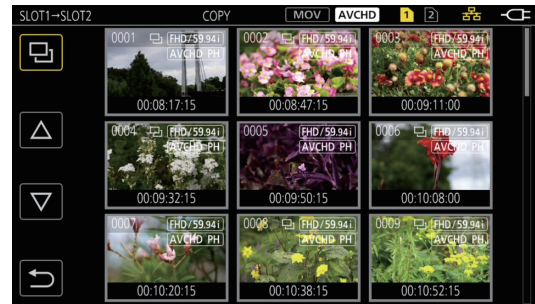 SLOT1→SLOT2 COPY MOV AVCHD 1 2
0001 FHD/59.94i
AVCHD PH
00:08:17:15
0002 FHD/59.94i
AVCHD PH
00:08:47:15
0003 FHD/59.94i
AVCHD PH
00:09:11:00
0004 FHD/59.94i
AVCHD PH
00:09:32:15
0005 FHD/59.94i
AVCHD PH
00:09:50:15
0006 FHD/59.94i
AVCHD PH
00:10:08:00
0007 FHD/59.94i
AVCHD PH
00:10:20:15
0008 FHD/59.94i
AVCHD PH
00:10:38:15
0009 FHD/59.94i
AVCHD PH
00:10:52:15